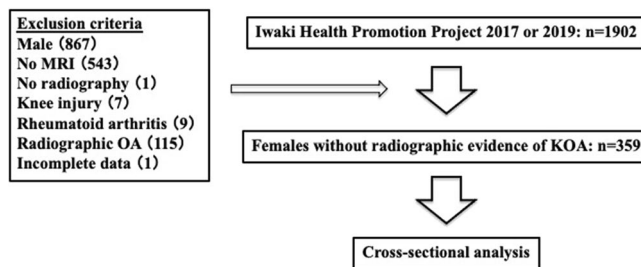 Exclusion criteria
Male (867)
No MRI (543)
No radiography (1)
Knee injury (7)
Rheumatoid arthritis (9)
Radiographic OA (115)
Incomplete data (1)
Iwaki Health Promotion Project 2017 or 2019: n=1902
Females without radiographic evidence of KOA: n=359
Cross-sectional analysis